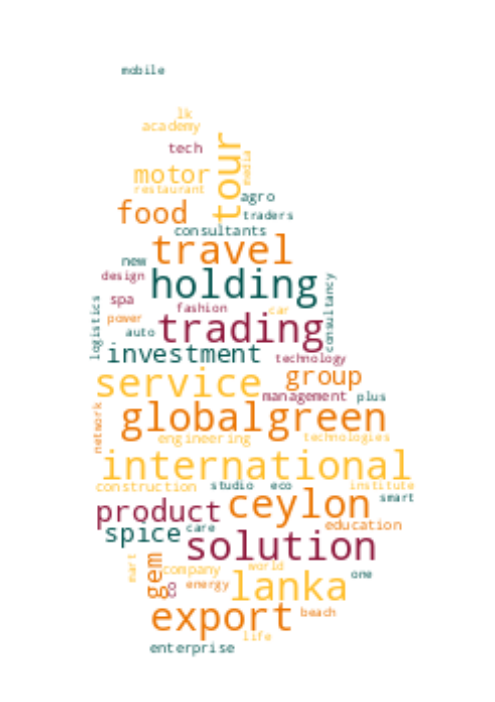 mobile
lk
academy
tech
tour
media
motor
restaurant
agro
food
traders
consultants
travel
new
design
holding
consultancy
spa
logistics
fashion
car
power
trading
auto
investment
technology
service
group
management
plus
network
global
green
engineering
technologies
international
construction
studio
eco
institute
smart
product
ceylon
education
spice
care
solution
mart
gem
company
world
one
co
energy
lanka
export
beach
life
enterprise